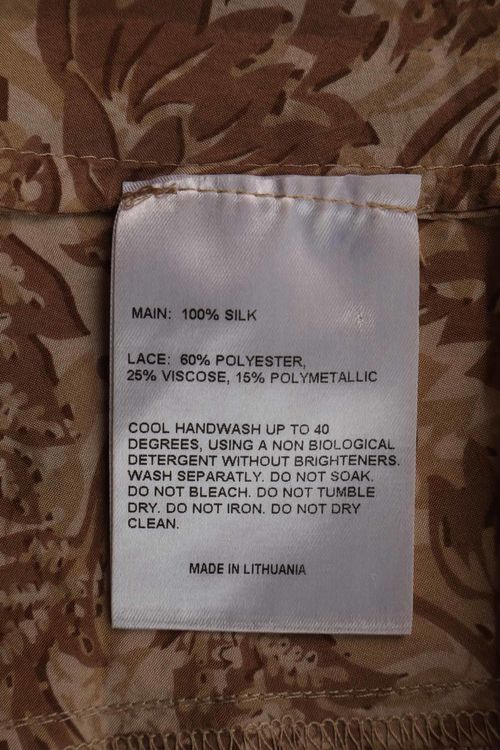 MAIN: 100% SILK
LACE: 60% POLYESTER,
25% VISCOSE, 15% POLYMETALLIC
COOL HANDWASH UP TO 40
DEGREES, USING A NON BIOLOGICAL
DETERGENT WITHOUT BRIGHTENERS.
WASH SEPARATLY. DO NOT SOAK.
DO NOT BLEACH. DO NOT TUMBLE
DRY. DO NOT IRON. DO NOT DRY
CLEAN.
MADE IN LITHUANIA